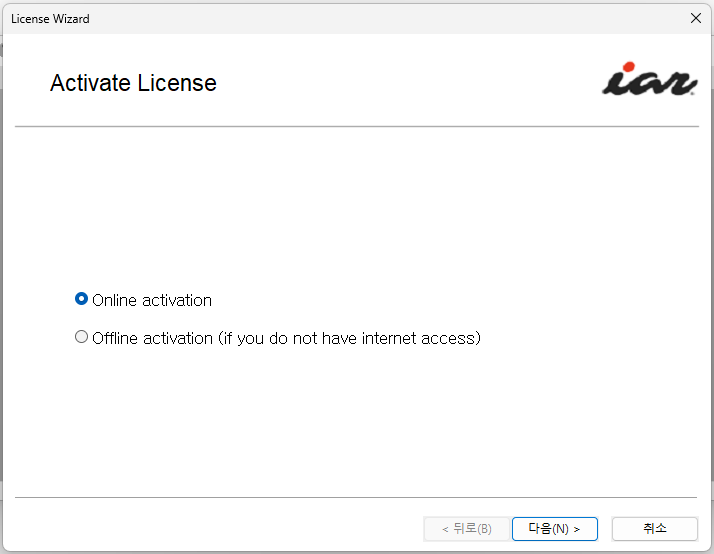 License Wizard
Activate License
iar
Online activation
Offline activation (if you do not have internet access)
< 뒤로(B)
다음(N) >
취소